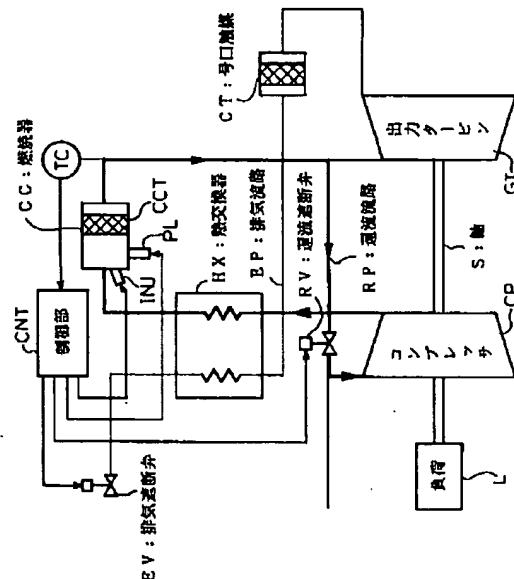 CC:燃焼器
TC
CNT
制御部
CCT
PL
INJ
HX:熱交換器
EP:排気流路
RV:還流遮断弁
RP:還流流路
CT:号口触媒
EV:排気遮断弁
出力タービン
GT
S:軸
CP
コンプレッサ
負荷
L